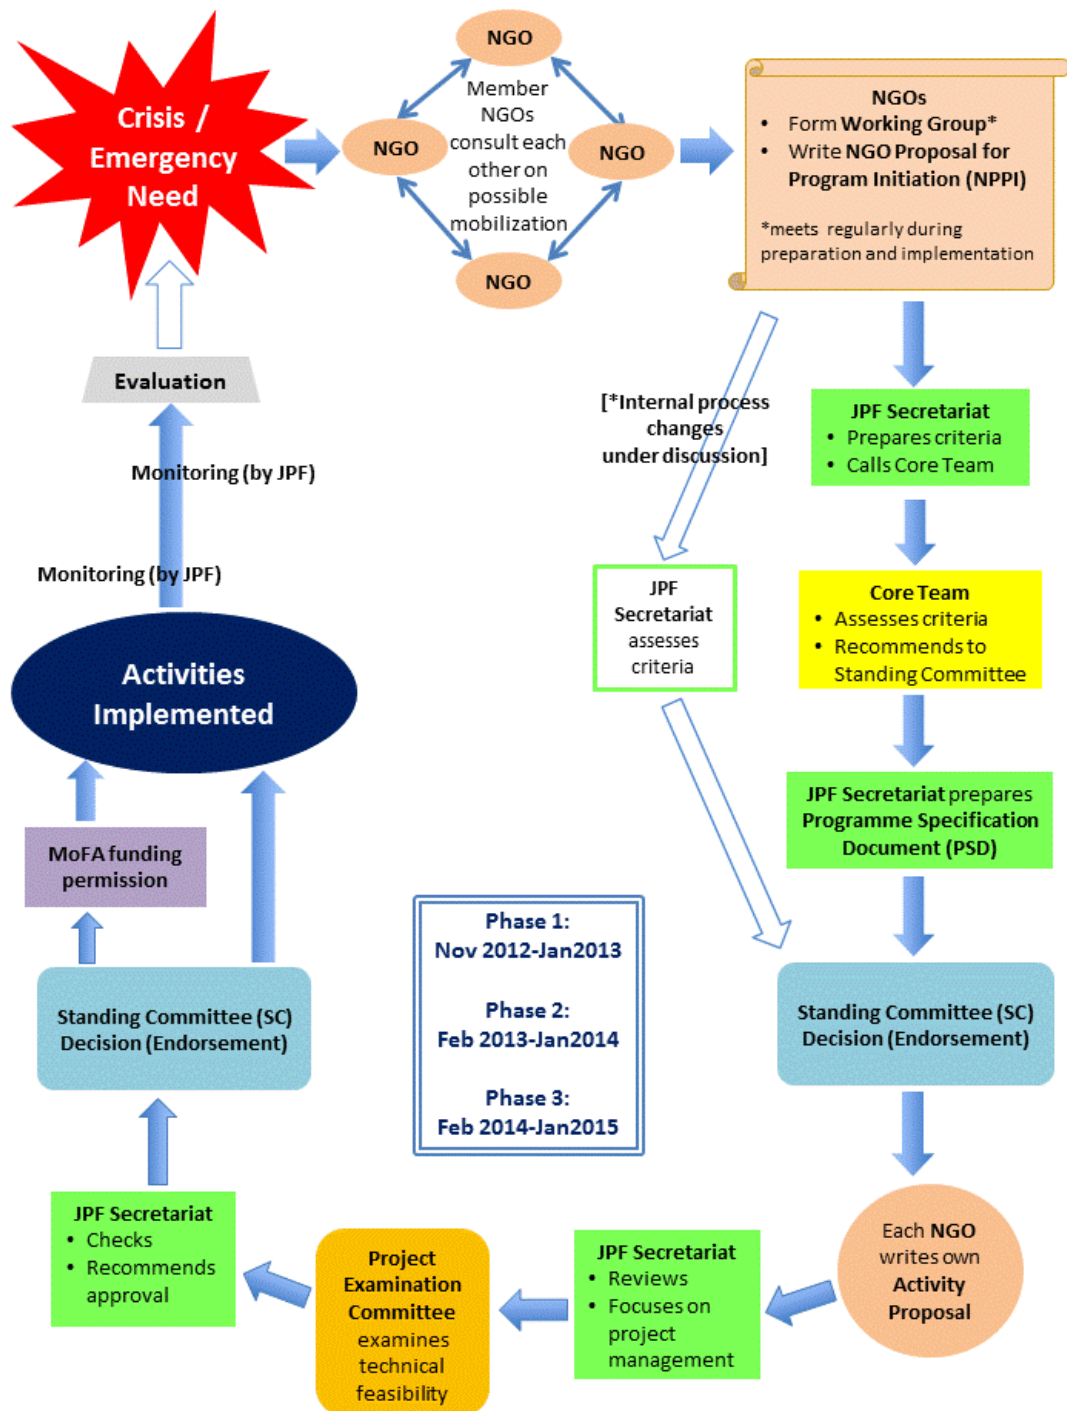 Crisis /
Emergency
Need
NGO
NGO
Member
NGOs
consult each
other on
possible
mobilization
NGO
NGO
NGOs
• Form Working Group*
• Write NGO Proposal for
Program Initiation (NPPI)
*meets regularly during
preparation and implementation
[*Internal process
changes
under discussion]
JPF Secretariat
• Prepares criteria
• Calls Core Team
JPF
Secretariat
assesses
criteria
Core Team
• Assesses criteria
• Recommends to
Standing Committee
JPF Secretariat prepares
Programme Specification
Document (PSD)
Standing Committee (SC)
Decision (Endorsement)
Each NGO
writes own
Activity
Proposal
JPF Secretariat
• Reviews
• Focuses on
project
management
Project
Examination
Committee
examines
technical
feasibility
JPF Secretariat
• Checks
• Recommends
approval
Standing Committee (SC)
Decision (Endorsement)
MoFA funding
permission
Activities
Implemented
Monitoring (by JPF)
Monitoring (by JPF)
Evaluation
Phase 1:
Nov 2012-Jan2013
Phase 2:
Feb 2013-Jan2014
Phase 3:
Feb 2014-Jan2015